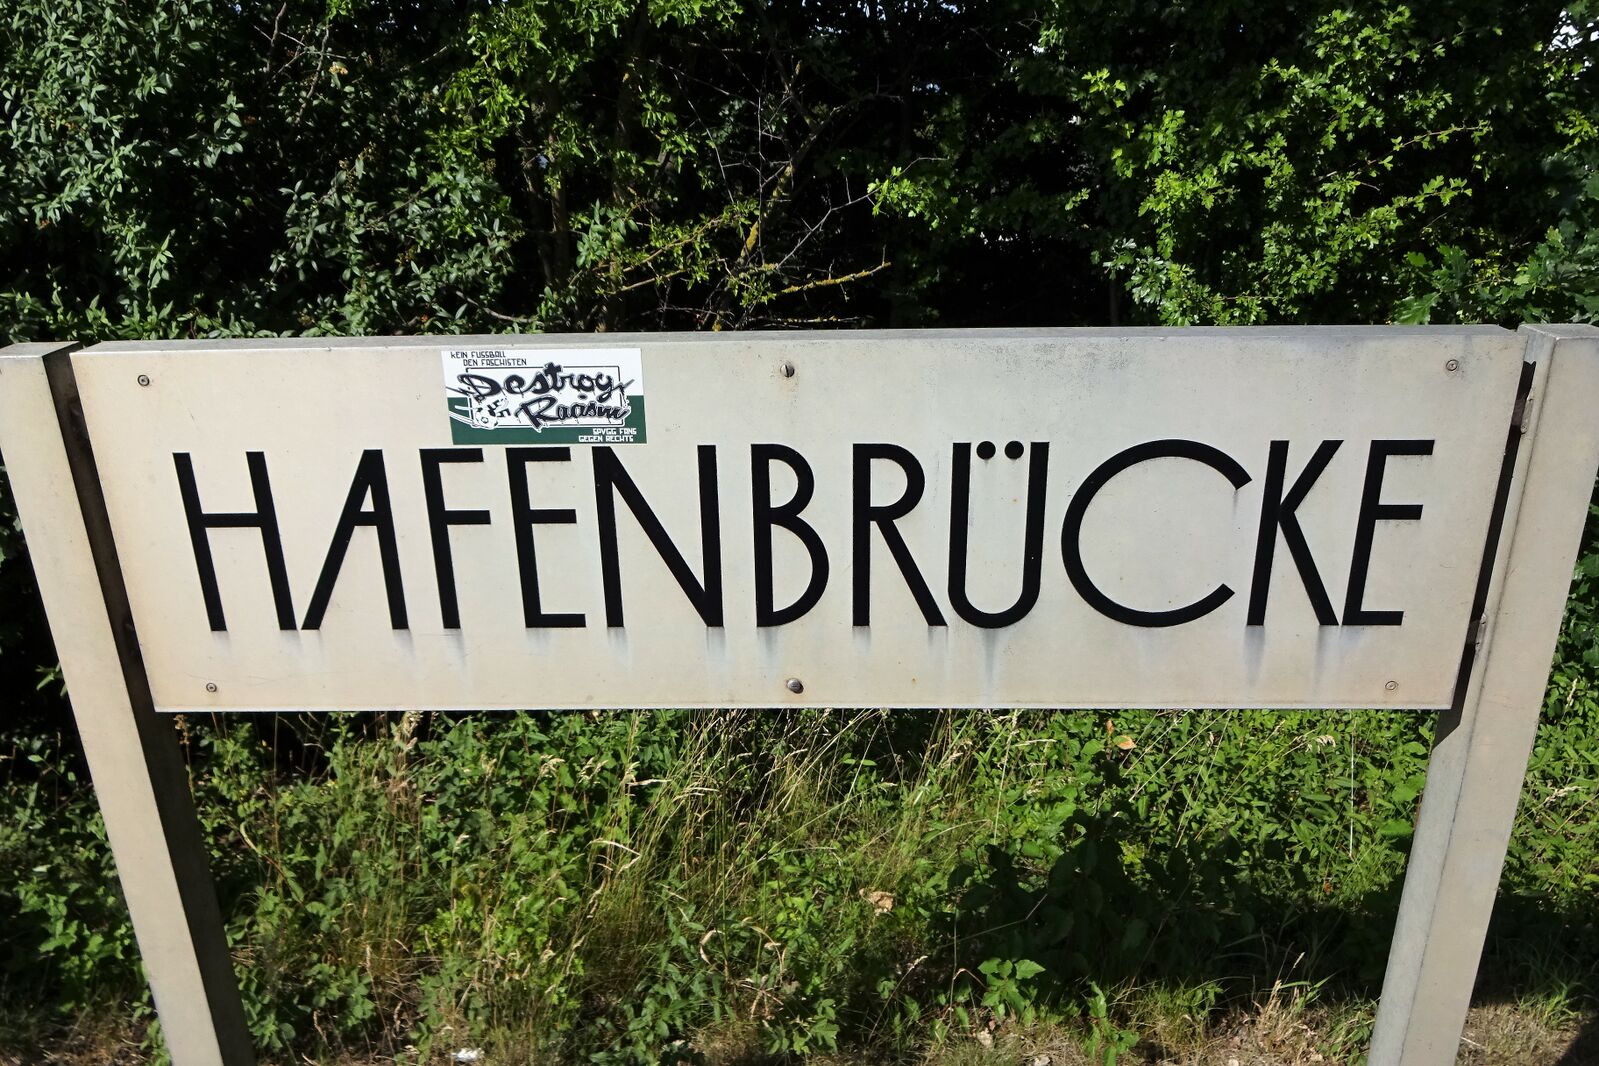 KEIN FUSSBALL
DEN FASCHISTEN
Destroy
Racism
SPVGG FANS
GEGEN RECHTS
HAFENBRÜCKE